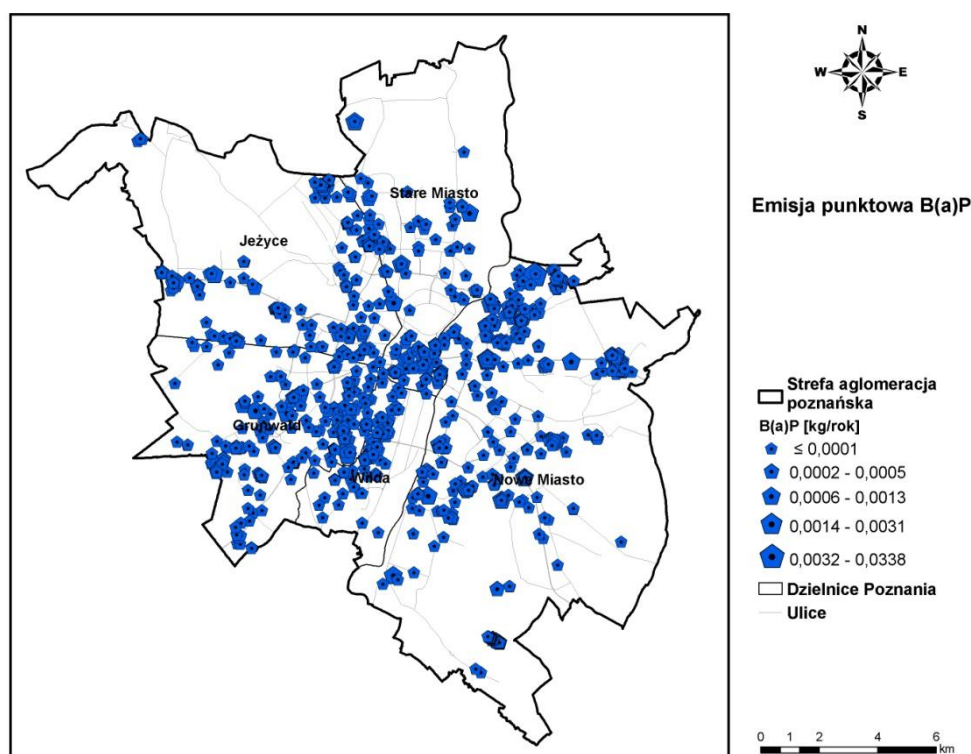 Stare Miasto
Jeżyce
Grunwald
Wilda
Nowe Miasto
N
W
E
S
Emisja punktowa B(a)P
Strefa aglomeracja
poznańska
B(a)P [kg/rok]
≤ 0,0001
0,0002 - 0,0005
0,0006 - 0,0013
0,0014 - 0,0031
0,0032 - 0,0338
Dzielnice Poznania
Ulice
0 1 2 4 6
km